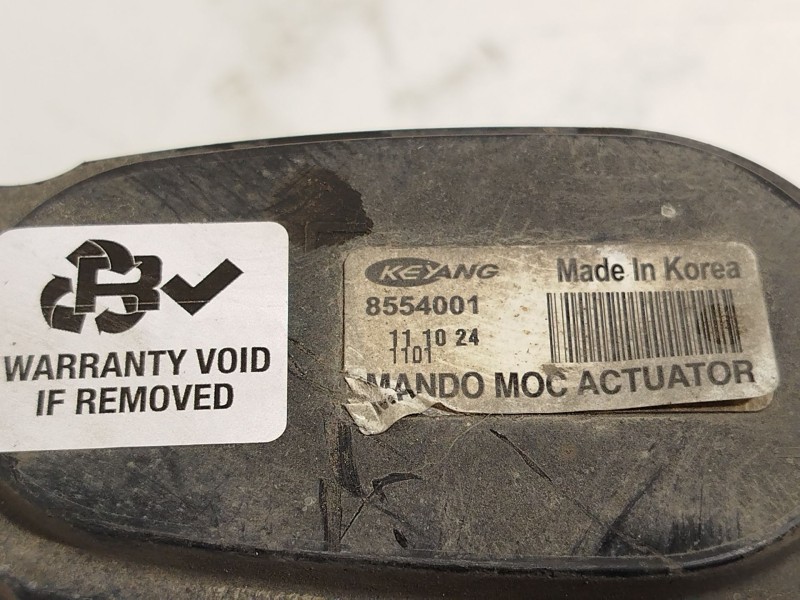 WARRANTY VOID
IF REMOVED
KEYANG
Made In Korea
8554001
11 10 24
1101
MANDO MOC ACTUATOR